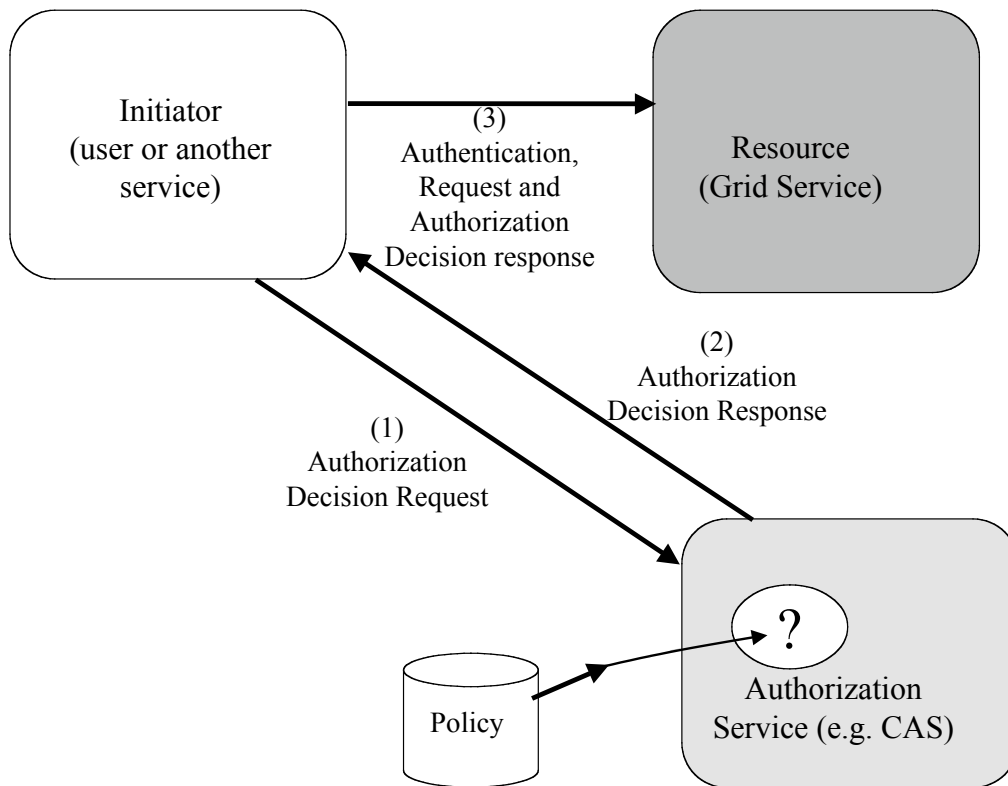 Initiator
(user or another
service)
(3)
Authentication,
Request and
Authorization
Decision response
Resource
(Grid Service)
(2)
Authorization
Decision Response
(1)
Authorization
Decision Request
?
Policy
Authorization
Service (e.g. CAS)